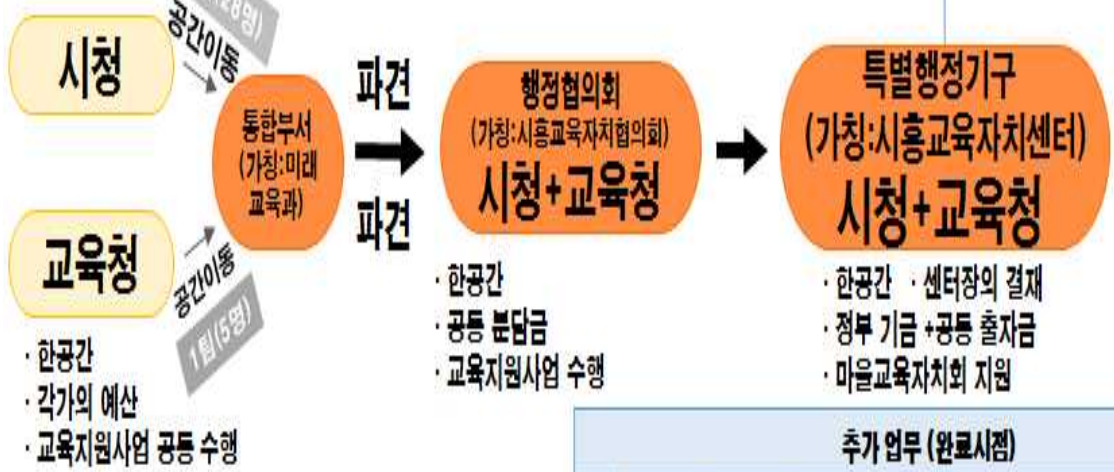 28명)
공간이동
시청
통합부서
(가칭:미래
교육과)
교육청
공간이동
1팀(5명)
· 한공간
· 각가의 예산
· 교육지원사업 공동 수행
파견
파견
행정협의회
(가칭:시흥교육자치협의회)
시청+교육청
· 한공간
· 공동 분담금
· 교육지원사업 수행
특별행정기구
(가칭:시흥교육자치센터)
시청+교육청
· 한공간 · 센터장의 결재
· 정부 기금 +공동 출자금
· 마을교육자치회 지원
추가 업무 (완료시점)